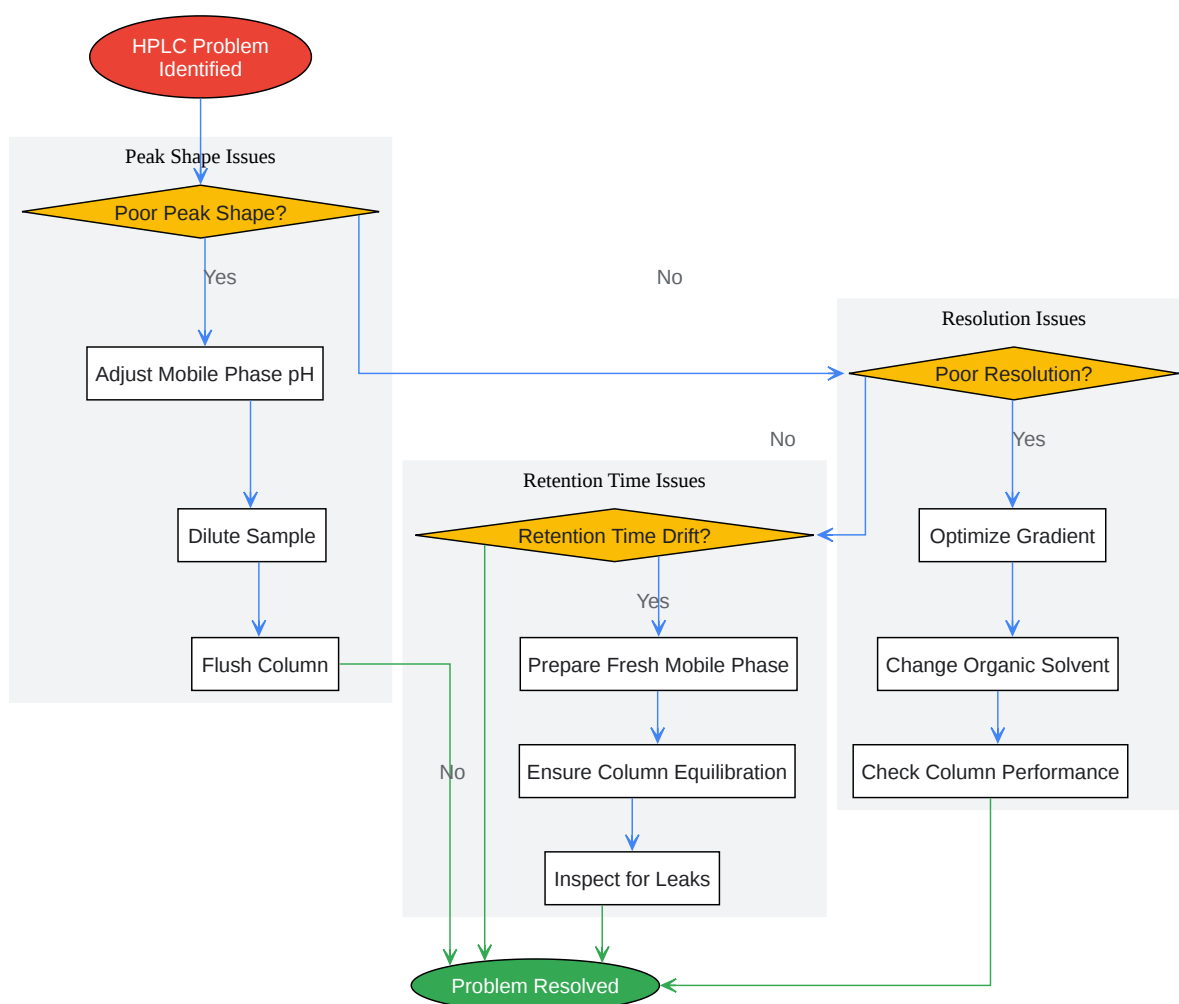 HPLC Problem
Identified
Peak Shape Issues
Poor Peak Shape?
Yes
No
Adjust Mobile Phase pH
Dilute Sample
Flush Column
Resolution Issues
Poor Resolution?
No
Yes
Optimize Gradient
Change Organic Solvent
Check Column Performance
Retention Time Issues
Retention Time Drift?
Yes
No
Prepare Fresh Mobile Phase
Ensure Column Equilibration
Inspect for Leaks
Problem Resolved